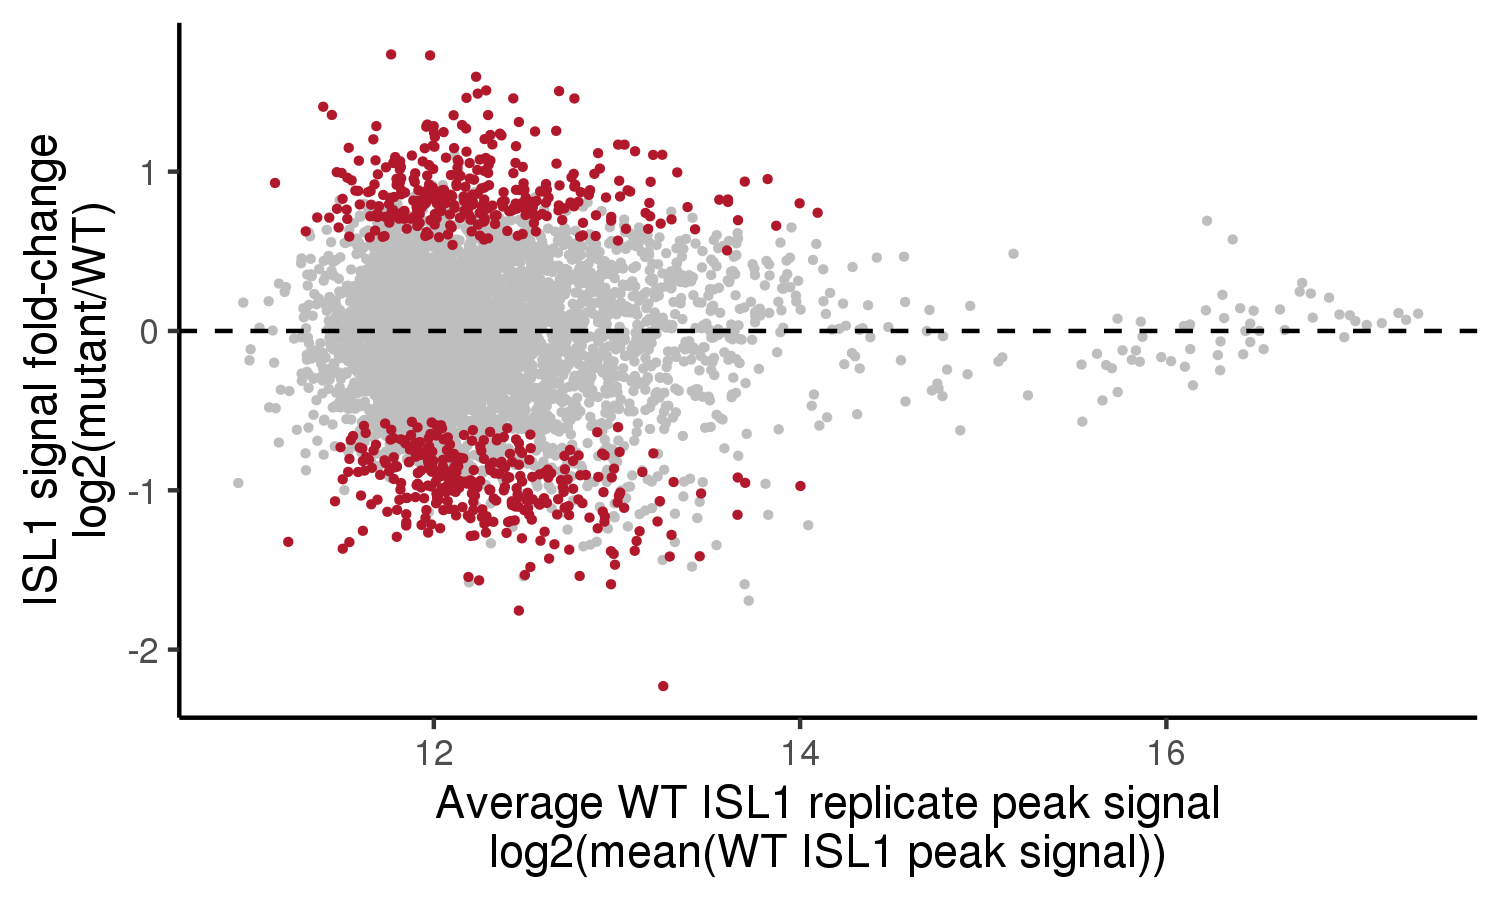 ISL1 signal fold-change
log2(mutant/WT)
1
0
-1
-2
12
14
16
Average WT ISL1 replicate peak signal
log2(mean(WT ISL1 peak signal))